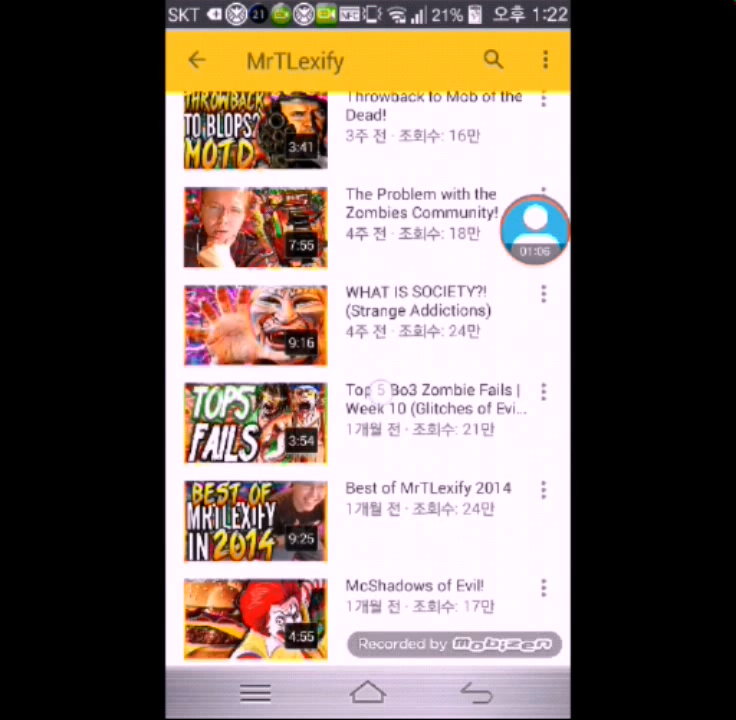 SKT 21 NFC 21% 오후 1:22
MrTLexify
THROWBACK
TO BLOPS2
MOTD
3:41
Throwback to Mob of the
Dead!
3주 전 · 조회수: 16만
7:55
The Problem with the
Zombies Community!
4주 전 · 조회수: 18만
01:06
9:16
WHAT IS SOCIETY?!
(Strange Addictions)
4주 전 · 조회수: 24만
TOP5
FAILS
3:54
Top 5 Bo3 Zombie Fails |
Week 10 (Glitches of Evi...
1개월 전 · 조회수: 21만
BEST OF
MRTLEXIFY
IN 2014
9:25
Best of MrTLexify 2014
1개월 전 · 조회수: 24만
4:55
McShadows of Evil!
1개월 전 · 조회수: 17만
Recorded by mobizen